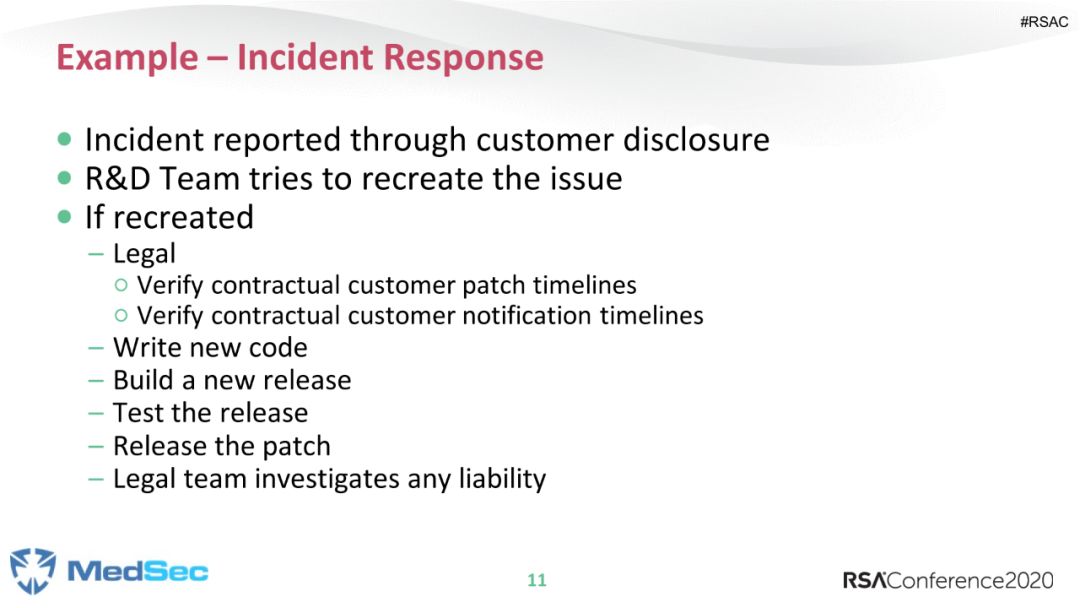 #RSAC
Example – Incident Response
• Incident reported through customer disclosure
• R&D Team tries to recreate the issue
• If recreated
– Legal
○ Verify contractual customer patch timelines
○ Verify contractual customer notification timelines
– Write new code
– Build a new release
– Test the release
– Release the patch
– Legal team investigates any liability
MedSec
11
RSAConference2020